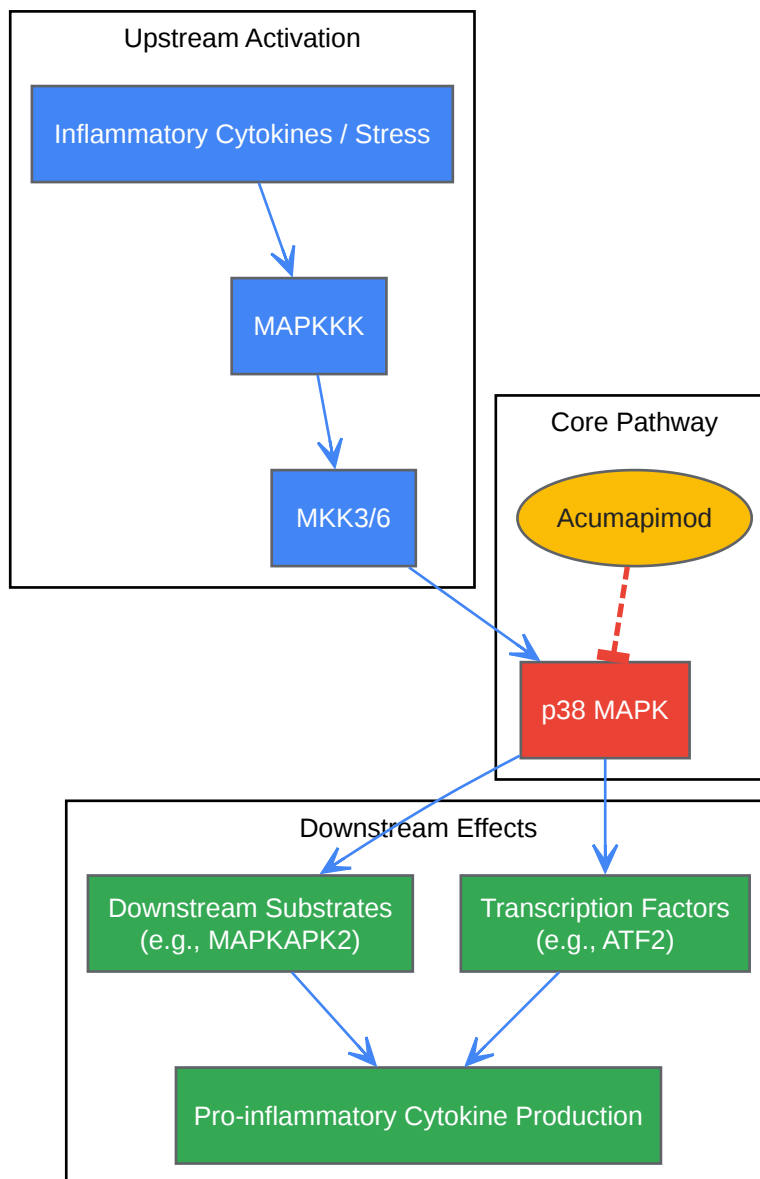 Upstream Activation
Inflammatory Cytokines / Stress
MAPKKK
MKK3/6
Core Pathway
Acumapimod
p38 MAPK
Downstream Effects
Downstream Substrates
(e.g., MAPKAPK2)
Transcription Factors
(e.g., ATF2)
Pro-inflammatory Cytokine Production